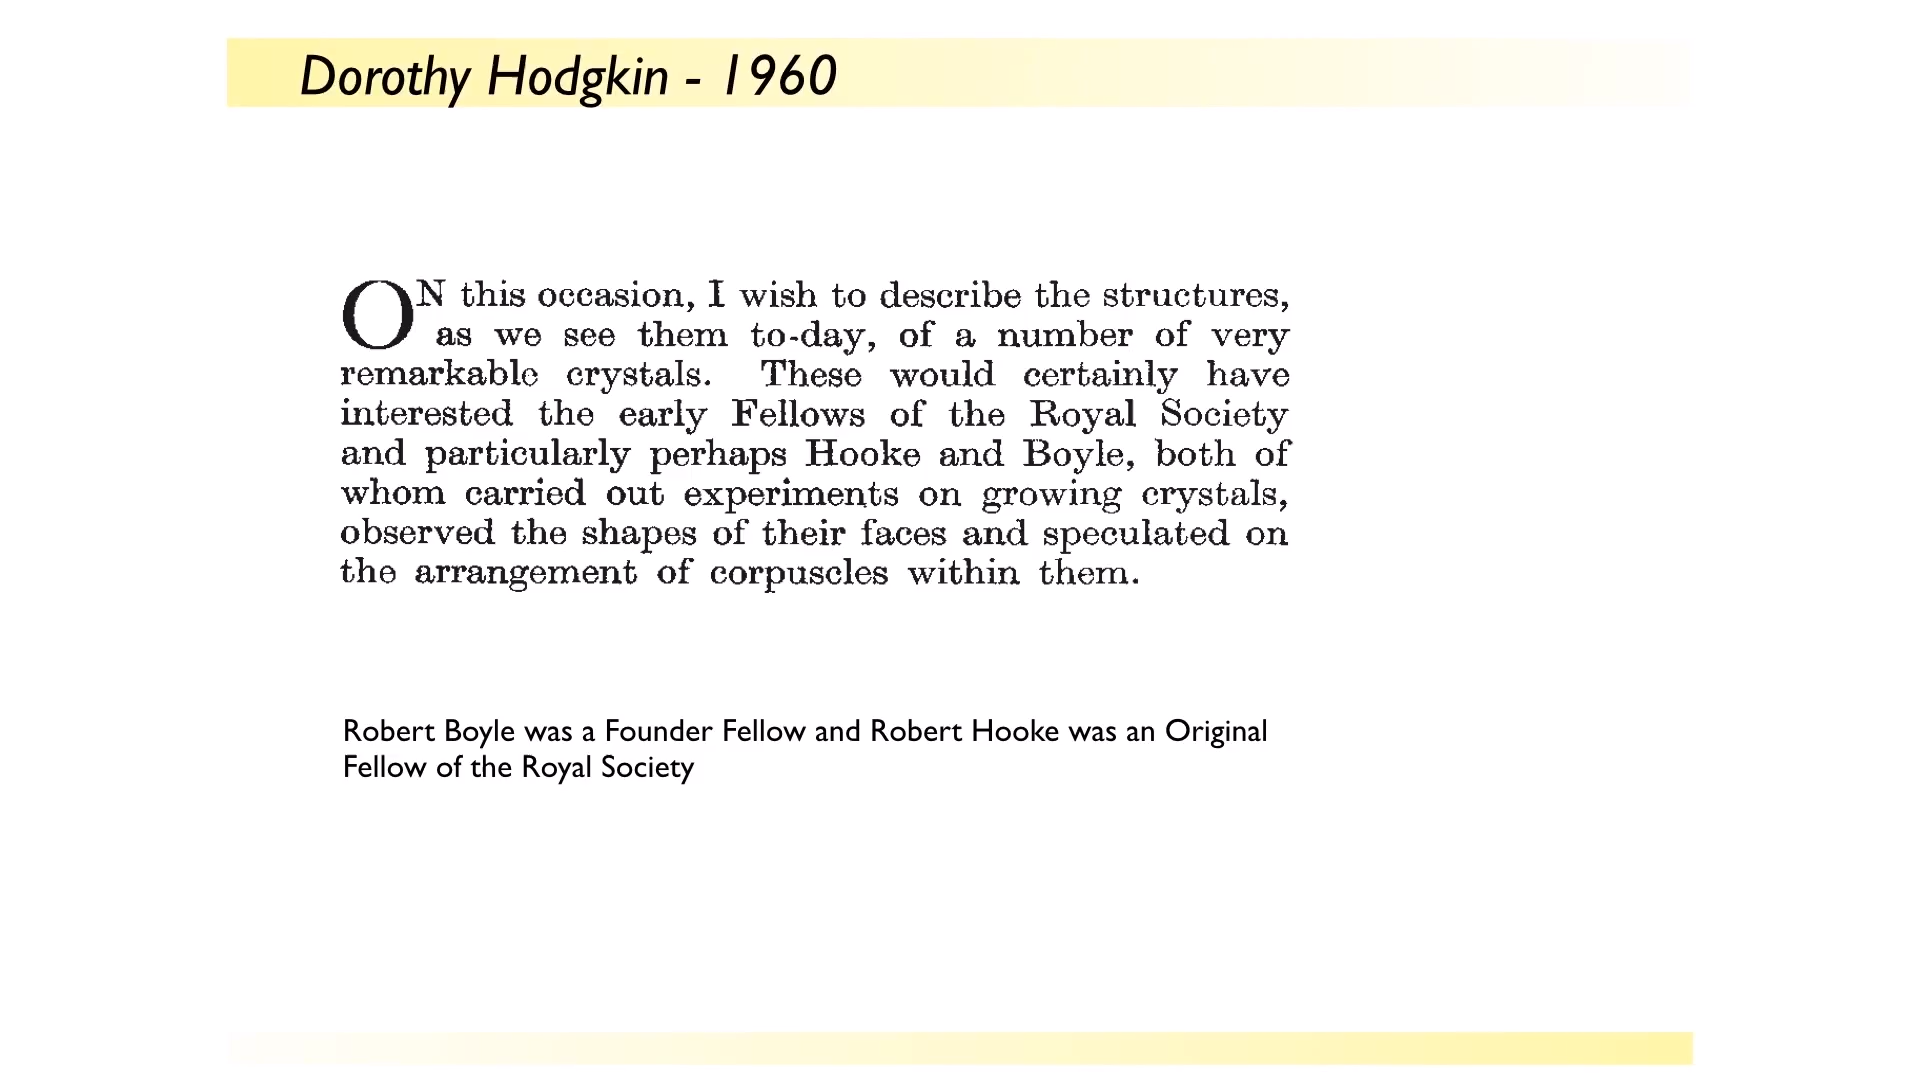 Dorothy Hodgkin - 1960
ON this occasion, I wish to describe the structures,
as we see them to-day, of a number of very
remarkable crystals. These would certainly have
interested the early Fellows of the Royal Society
and particularly perhaps Hooke and Boyle, both of
whom carried out experiments on growing crystals,
observed the shapes of their faces and speculated on
the arrangement of corpuscles within them.
Robert Boyle was a Founder Fellow and Robert Hooke was an Original
Fellow of the Royal Society